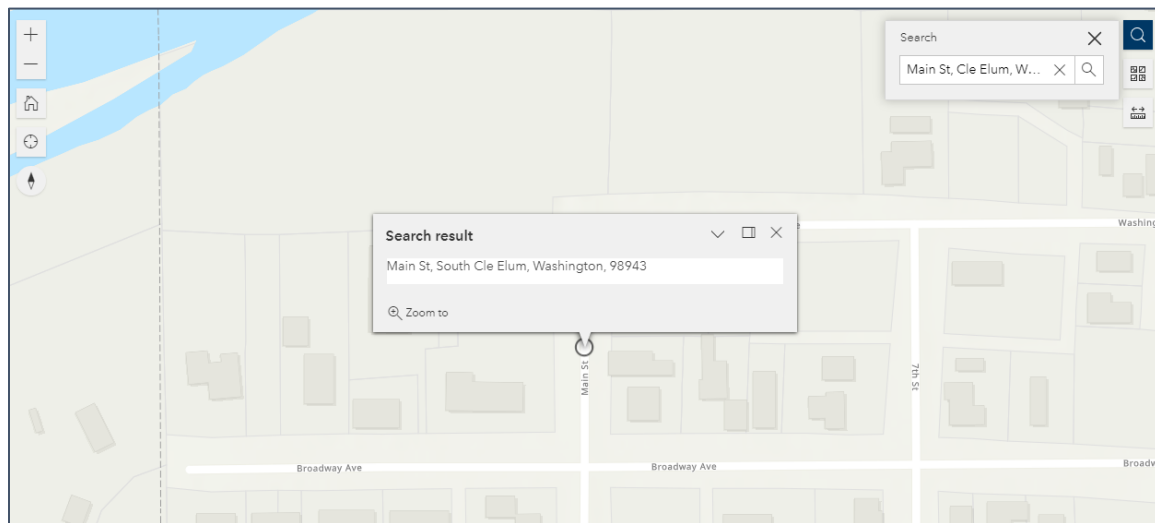 Search
Main St, Cle Elum, W...
Washing
Search result
Main St, South Cle Elum, Washington, 98943
Zoom to
Main St
7th St
Broadway Ave
Broadway Ave
Broadw